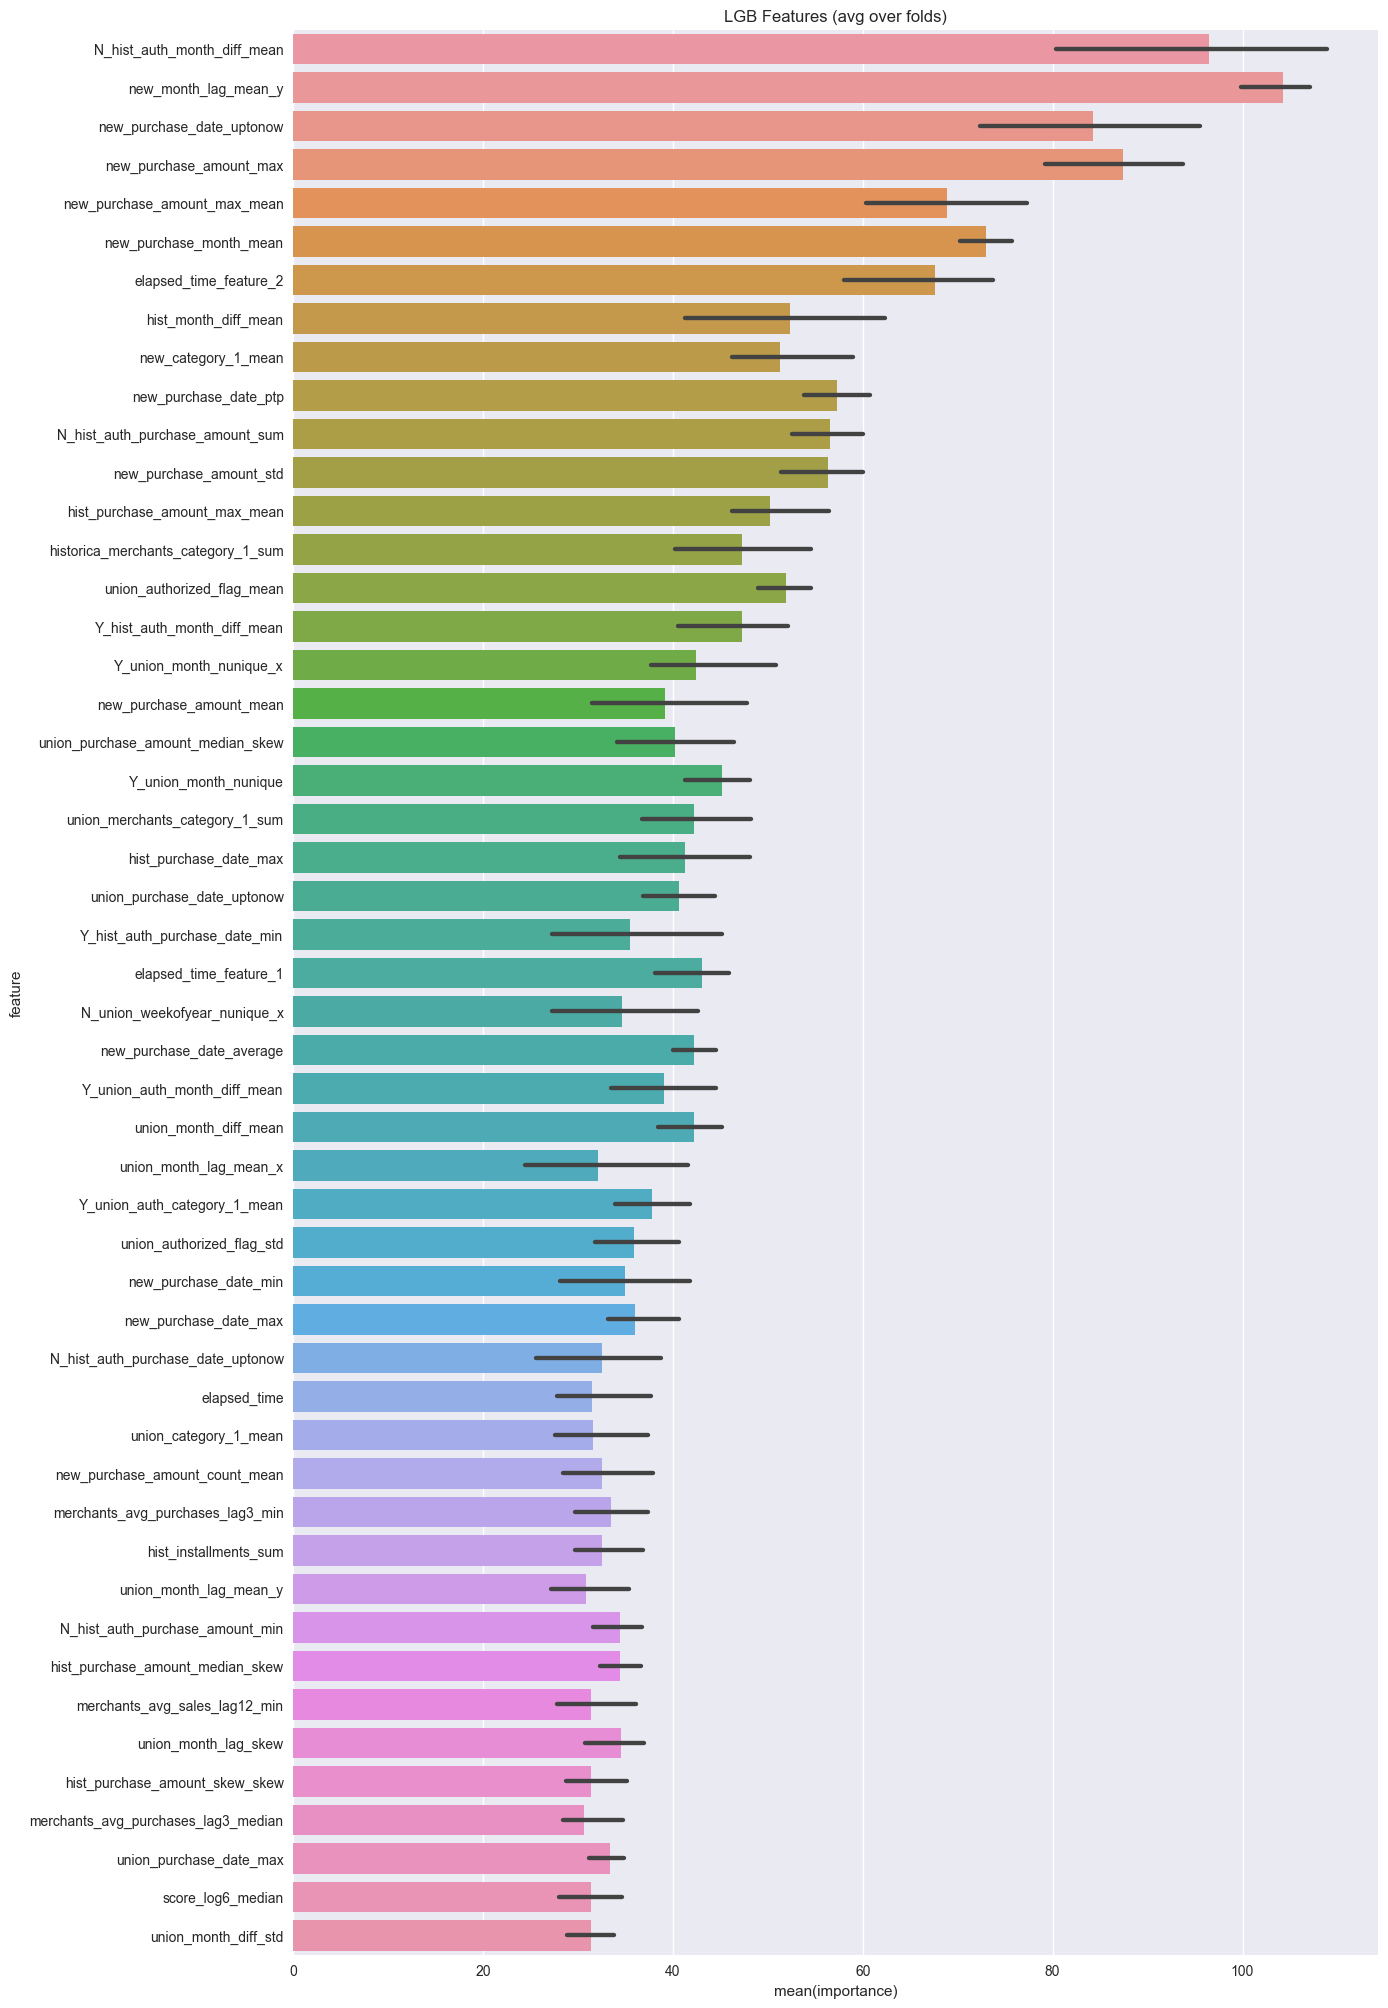 LGB Features (avg over folds)
N_hist_auth_month_diff_mean
new_month_lag_mean_y
new_purchase_date_uptonow
new_purchase_amount_max
new_purchase_amount_max_mean
new_purchase_month_mean
elapsed_time_feature_2
hist_month_diff_mean
new_category_1_mean
new_purchase_date_ptp
N_hist_auth_purchase_amount_sum
new_purchase_amount_std
hist_purchase_amount_max_mean
historica_merchants_category_1_sum
union_authorized_flag_mean
Y_hist_auth_month_diff_mean
Y_union_month_nunique_x
new_purchase_amount_mean
union_purchase_amount_median_skew
Y_union_month_nunique
union_merchants_category_1_sum
hist_purchase_date_max
union_purchase_date_uptonow
Y_hist_auth_purchase_date_min
elapsed_time_feature_1
feature
N_union_weekofyear_nunique_x
new_purchase_date_average
Y_union_auth_month_diff_mean
union_month_diff_mean
union_month_lag_mean_x
Y_union_auth_category_1_mean
union_authorized_flag_std
new_purchase_date_min
new_purchase_date_max
N_hist_auth_purchase_date_uptonow
elapsed_time
union_category_1_mean
new_purchase_amount_count_mean
merchants_avg_purchases_lag3_min
hist_installments_sum
union_month_lag_mean_y
N_hist_auth_purchase_amount_min
hist_purchase_amount_median_skew
merchants_avg_sales_lag12_min
union_month_lag_skew
hist_purchase_amount_skew_skew
merchants_avg_purchases_lag3_median
union_purchase_date_max
score_log6_median
union_month_diff_std
0 20 40 60 80 100
mean(importance)